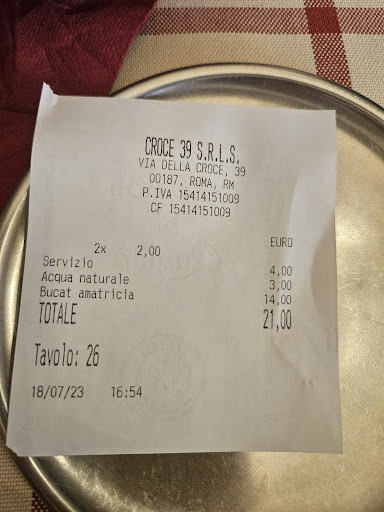 CROCE 39 S.R.L.S.
VIA DELLA CROCE, 39
00187, ROMA, RM
P.IVA 15414151009
CF 15414151009
EURO
2x 2,00
Servizio 4,00
Acqua naturale 3,00
Bucat amatricia 14,00
TOTALE 21,00
Tavolo: 26
18/07/23 16:54